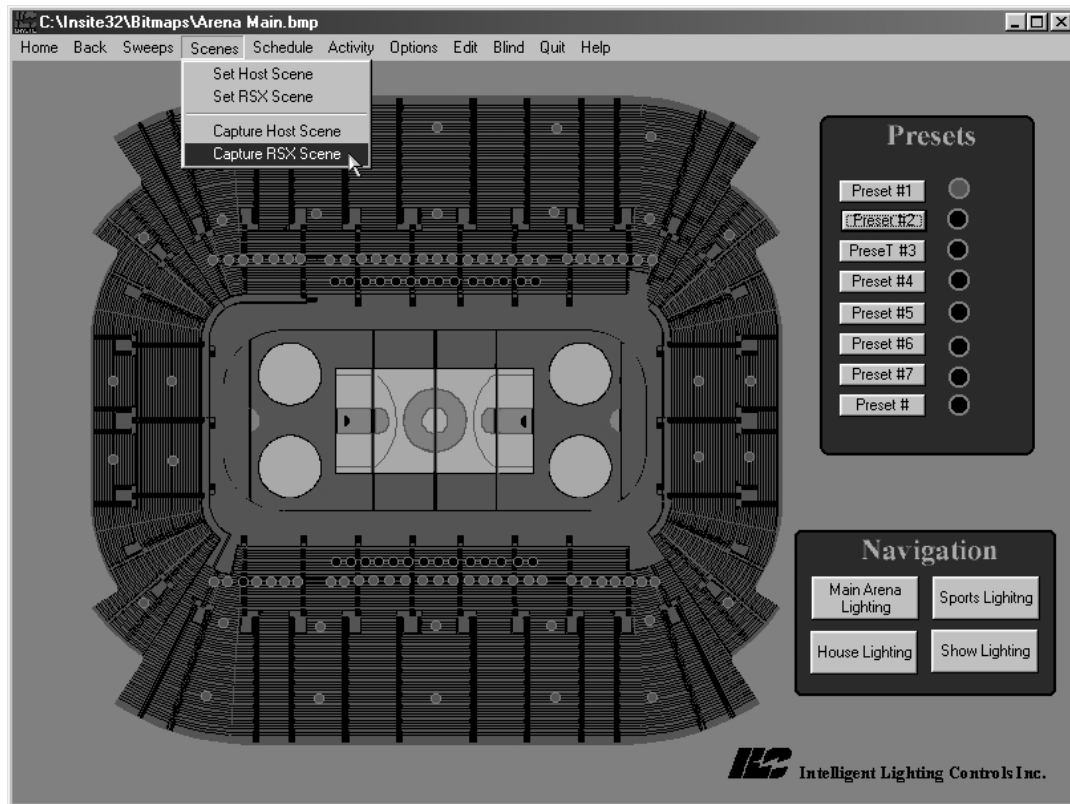 C:\Insite32\Bitmaps\Arena Main.bmp
Home Back Sweeps Scenes Schedule Activity Options Edit Blind Quit Help
Set Host Scene
Set RSX Scene
Capture Host Scene
Capture RSX Scene
Presets
Preset #1
Preset #2
PreseT #3
Preset #4
Preset #5
Preset #6
Preset #7
Preset #
Navigation
Main Arena
Lighting
Sports Lighitng
House Lighting
Show Lighting
ILC Intelligent Lighting Controls Inc.